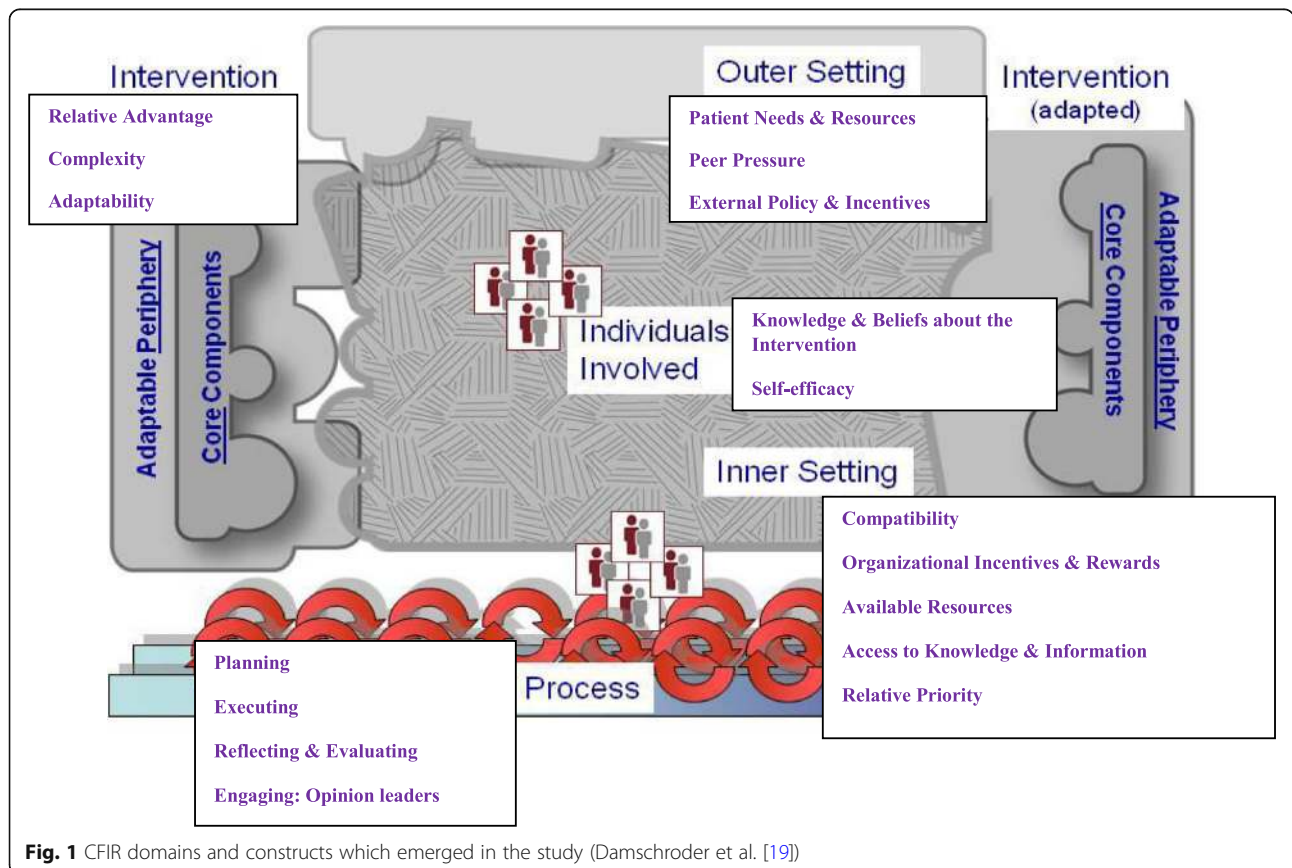 Intervention
Relative Advantage
Complexity
Adaptability
Adaptable Periphery
Core Components
Outer Setting
Patient Needs & Resources
Peer Pressure
External Policy & Incentives
Intervention
(adapted)
Core Components
Adaptable Periphery
Individuals
Involved
Knowledge & Beliefs about the
Intervention
Self-efficacy
Inner Setting
Compatibility
Organizational Incentives & Rewards
Available Resources
Access to Knowledge & Information
Relative Priority
Process
Planning
Executing
Reflecting & Evaluating
Engaging: Opinion leaders
Fig. 1 CFIR domains and constructs which emerged in the study (Damschroder et al. [19])